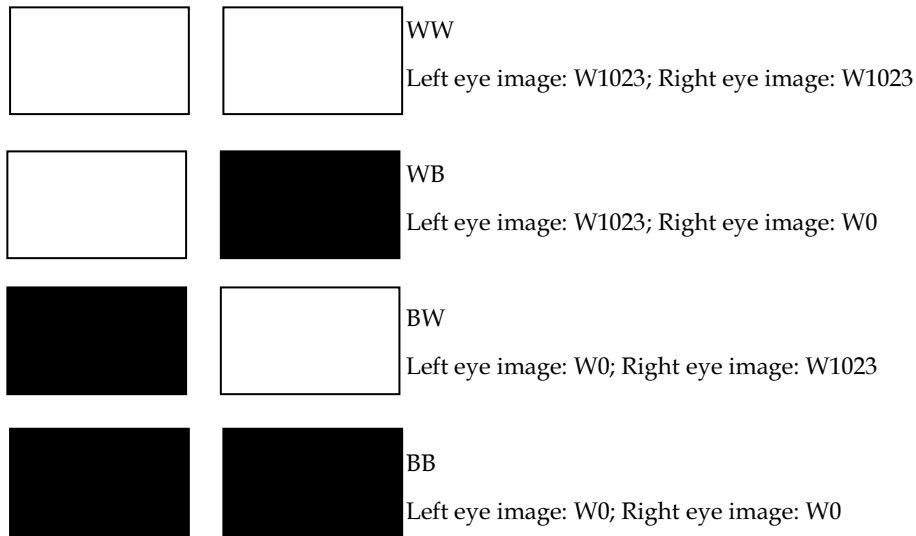 WW
Left eye image: W1023; Right eye image: W1023
WB
Left eye image: W1023; Right eye image: W0
BW
Left eye image: W0; Right eye image: W1023
BB
Left eye image: W0; Right eye image: W0